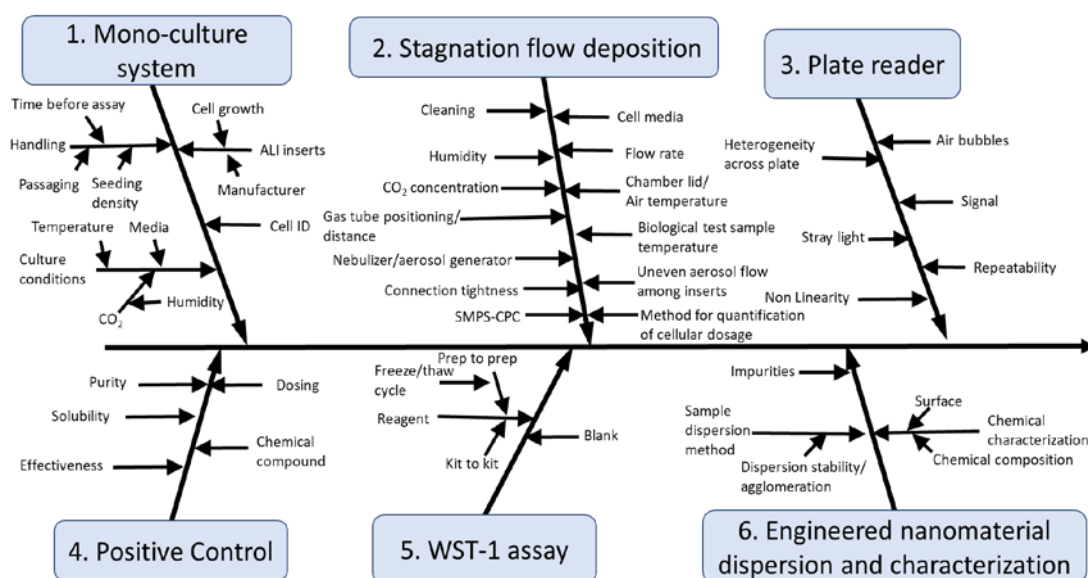 1. Mono-culture
system
2. Stagnation flow deposition
3. Plate reader
Time before assay
Cell growth
Handling
ALI inserts
Passaging
Seeding
density
Manufacturer
Cell ID
Temperature
Media
Culture
conditions
Humidity
CO₂
Cleaning
Cell media
Humidity
Flow rate
CO₂ concentration
Chamber lid/
Air temperature
Gas tube positioning/
distance
Biological test sample
temperature
Nebulizer/aerosol generator
Uneven aerosol flow
among inserts
Connection tightness
SMPS-CPC
Method for quantification
of cellular dosage
Air bubbles
Heterogeneity
across plate
Signal
Stray light
Repeatability
Non Linearity
Purity
Dosing
Solubility
Chemical
compound
Effectiveness
Prep to prep
Freeze/thaw
cycle
Reagent
Blank
Kit to kit
Impurities
Surface
Sample
dispersion
method
Chemical
characterization
Chemical composition
Dispersion stability/
agglomeration
4. Positive Control
5. WST-1 assay
6. Engineered nanomaterial
dispersion and characterization